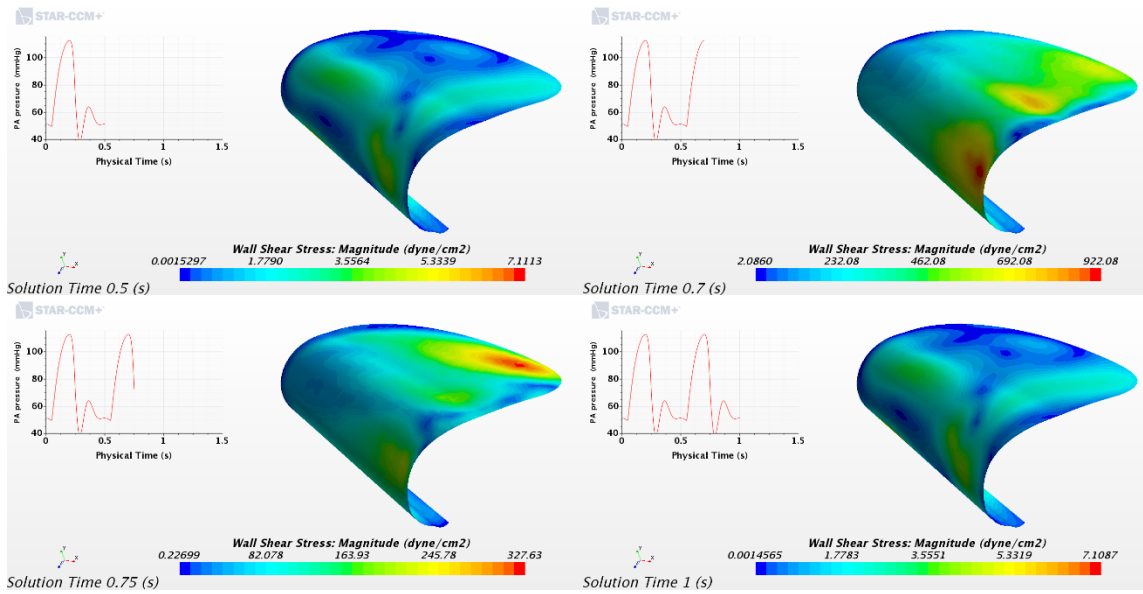 STAR-CCM+
PA pressure (mmHg)
100
80
60
40
0
0.5
1
1.5
Physical Time (s)
Y
X
Z
Wall Shear Stress: Magnitude (dyne/cm2)
0.0015297 1.7790 3.5564 5.3339 7.1113
Solution Time 0.5 (s)
STAR-CCM+
PA pressure (mmHg)
100
80
60
40
0
0.5
1
1.5
Physical Time (s)
Y
X
Z
Wall Shear Stress: Magnitude (dyne/cm2)
2.0860 232.08 462.08 692.08 922.08
Solution Time 0.7 (s)
STAR-CCM+
PA pressure (mmHg)
100
80
60
40
0
0.5
1
1.5
Physical Time (s)
Y
X
Z
Wall Shear Stress: Magnitude (dyne/cm2)
0.22699 82.078 163.93 245.78 327.63
Solution Time 0.75 (s)
STAR-CCM+
PA pressure (mmHg)
100
80
60
40
0
0.5
1
1.5
Physical Time (s)
Y
X
Z
Wall Shear Stress: Magnitude (dyne/cm2)
0.0014565 1.7783 3.5551 5.3319 7.1087
Solution Time 1 (s)